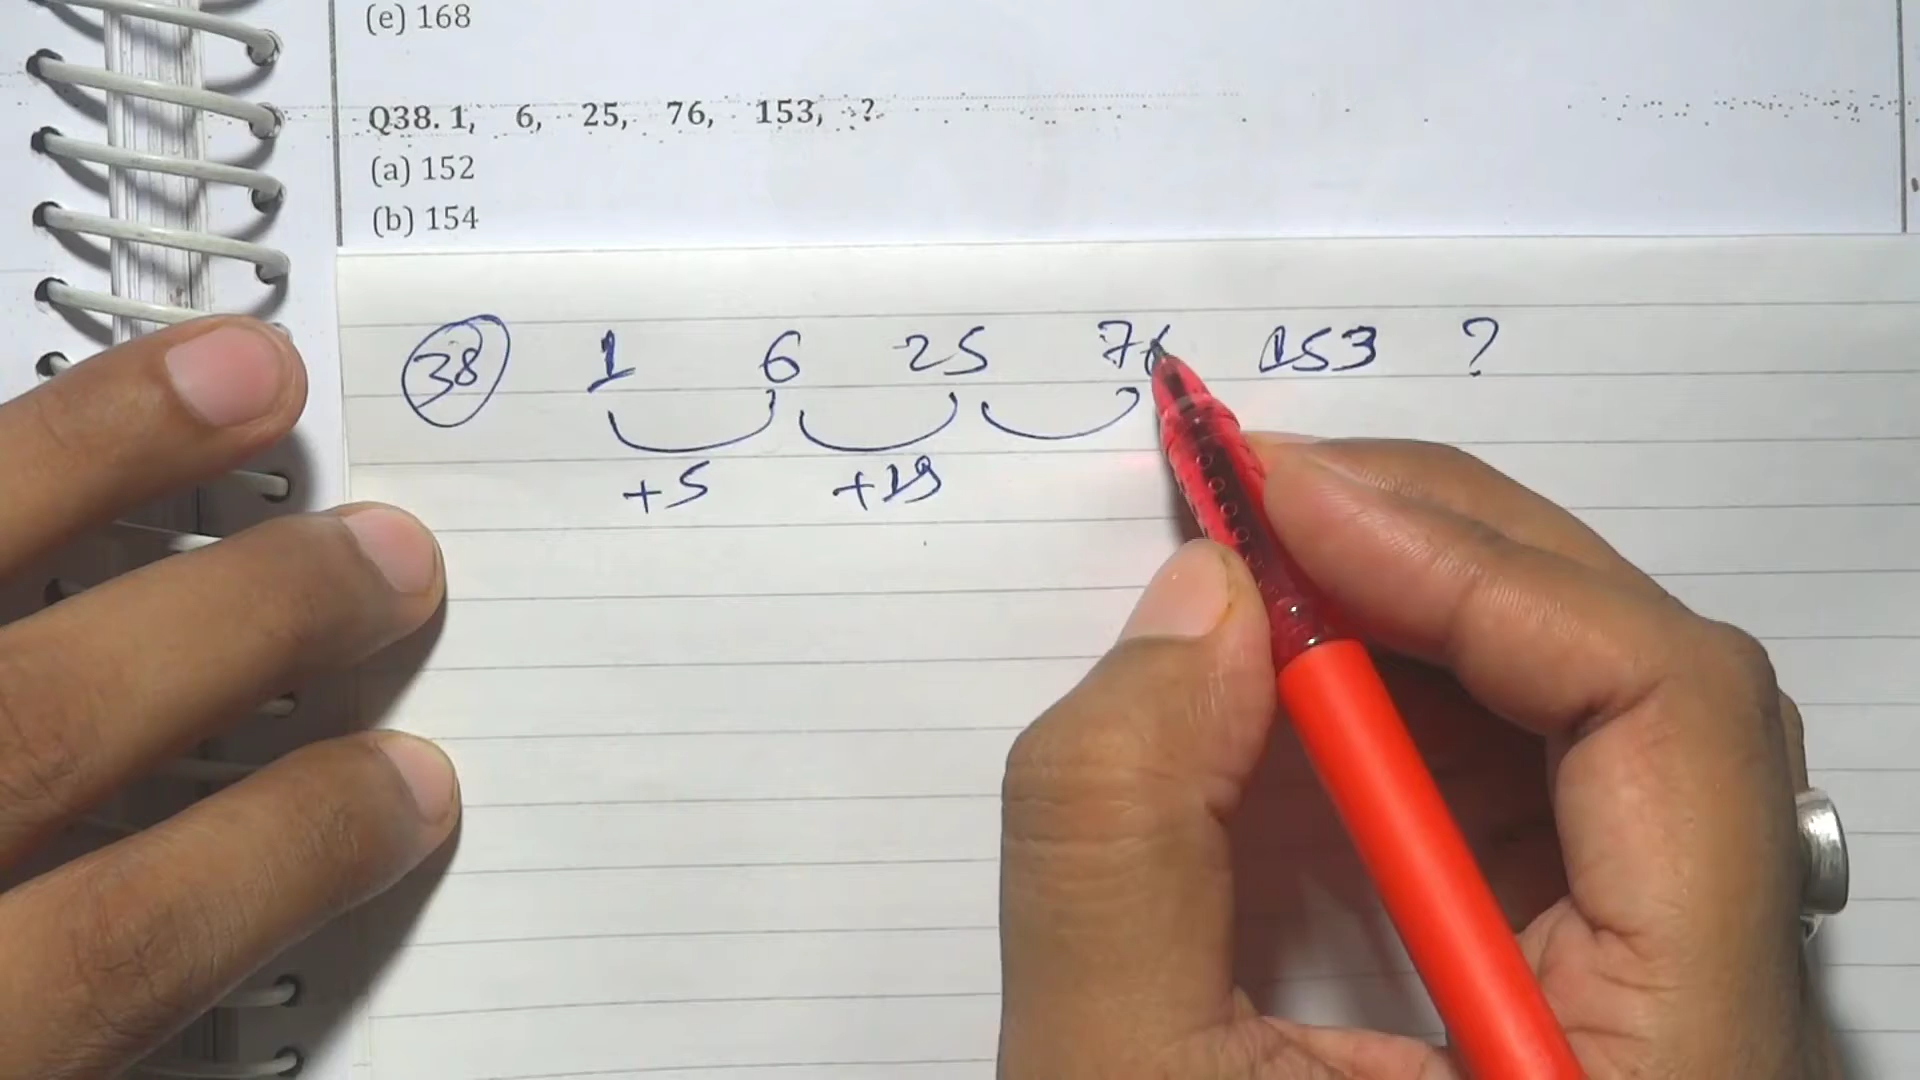 (e) 168
Q38. 1, 6, 25, 76, 153, ?
(a) 152
(b) 154
38 1 6 25 76 153 ?
+5 +19